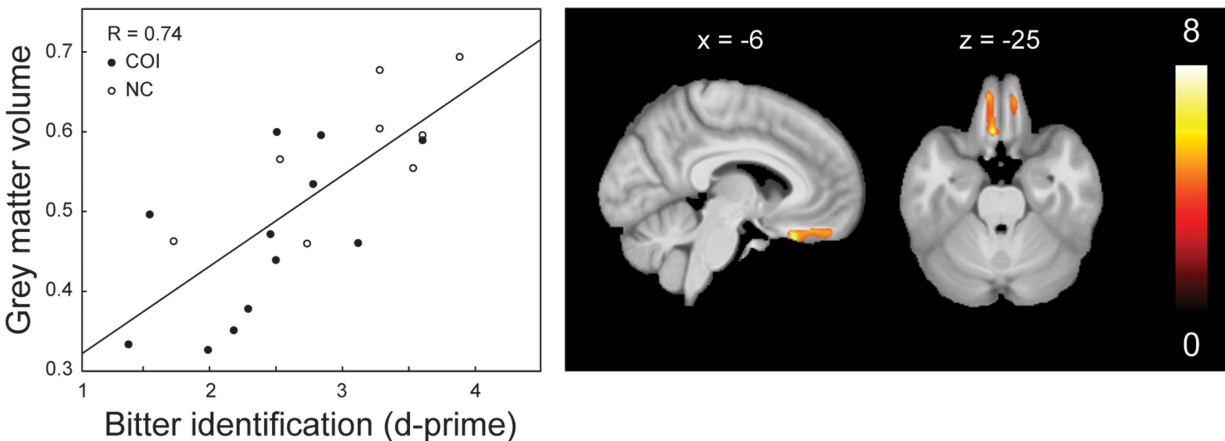 R = 0.74
COI
NC
Grey matter volume
0.7
0.6
0.5
0.4
0.3
1 2 3 4
Bitter identification (d-prime)
x = -6
z = -25
8
0